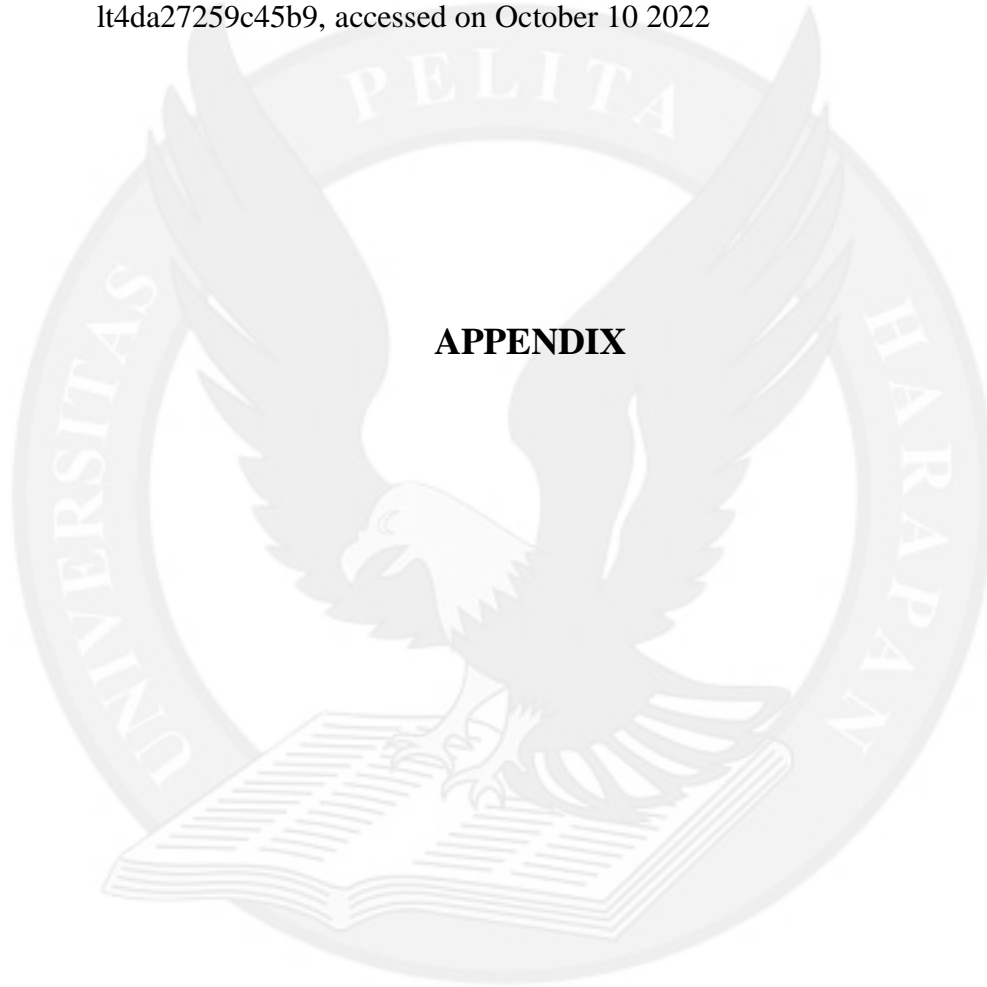 lt4da27259c45b9, accessed on October 10 2022
PELITA
APPENDIX
UNIVERSITAS
HARAPAN